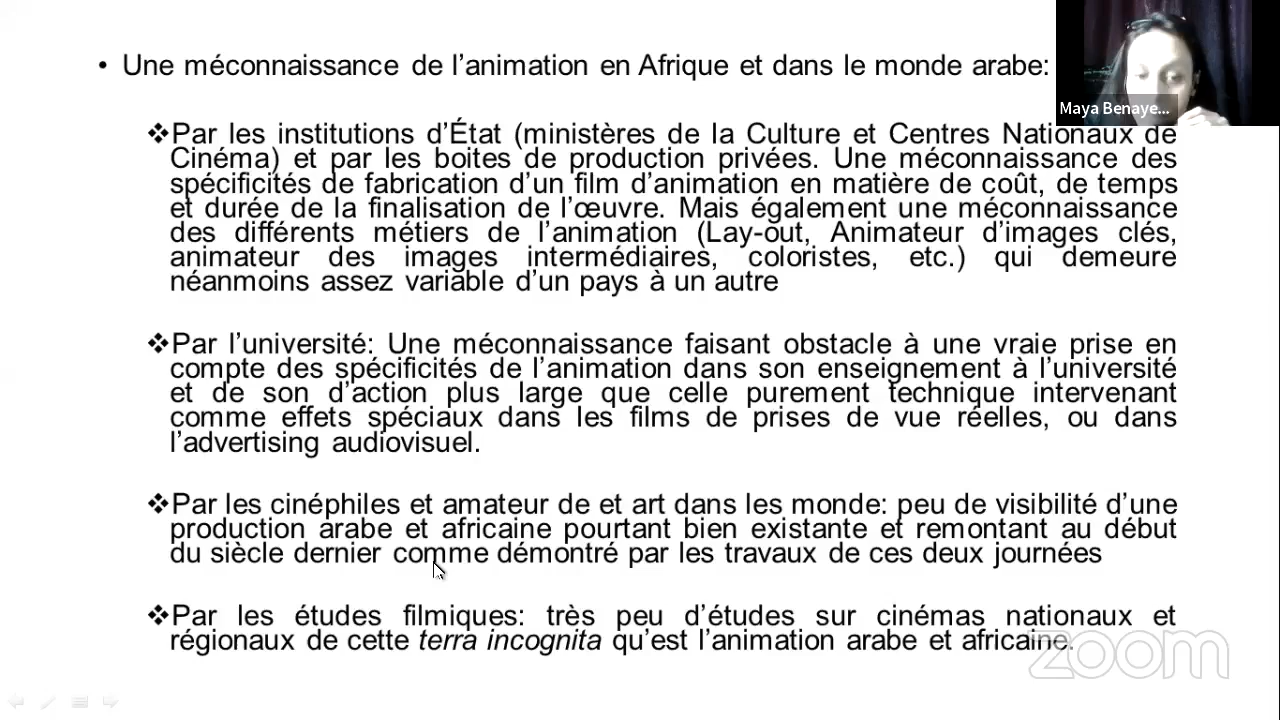 • Une méconnaissance de l’animation en Afrique et dans le monde arabe:
Maya Benaye...
❖Par les institutions d’État (ministères de la Culture et Centres Nationaux de
Cinéma) et par les boites de production privées. Une méconnaissance des
spécificités de fabrication d’un film d’animation en matière de coût, de temps
et durée de la finalisation de l’œuvre. Mais également une méconnaissance
des différents métiers de l’animation (Lay-out, Animateur d’images clés,
animateur des images intermédiaires, coloristes, etc.) qui demeure
néanmoins assez variable d’un pays à un autre
❖Par l’université: Une méconnaissance faisant obstacle à une vraie prise en
compte des spécificités de l’animation dans son enseignement à l’université
et de son d’action plus large que celle purement technique intervenant
comme effets spéciaux dans les films de prises de vue réelles, ou dans
l’advertising audiovisuel.
❖Par les cinéphiles et amateur de et art dans les monde: peu de visibilité d’une
production arabe et africaine pourtant bien existante et remontant au début
du siècle dernier comme démontré par les travaux de ces deux journées
❖Par les études filmiques: très peu d’études sur cinémas nationaux et
régionaux de cette terra incognita qu’est l’animation arabe et africaine.
zoom